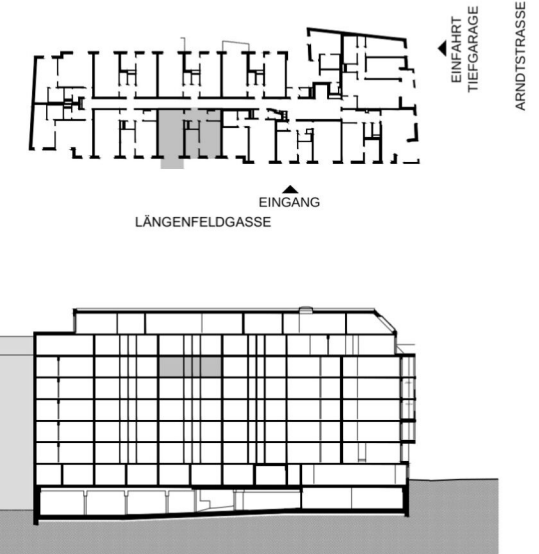 EINFAHRT
TIEFGARAGE
ARNDTSTRASSE
EINGANG
LÄNGENFELDGASSE